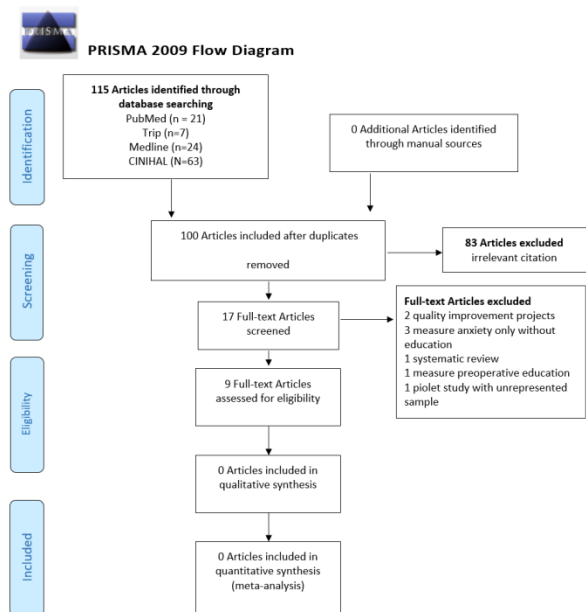 PRISMA
PRISMA 2009 Flow Diagram
115 Articles identified through
database searching
PubMed (n = 21)
Trip (n=7)
Medline (n=24)
CINIHAL (N=63)
0 Additional Articles identified
through manual sources
Identification
100 Articles included after duplicates
removed
83 Articles excluded
irrelevant citation
Screening
17 Full-text Articles
screened
Full-text Articles excluded
2 quality improvement projects
3 measure anxiety only without
education
1 systematic review
1 measure preoperative education
1 piolet study with unrepresented
sample
9 Full-text Articles
assessed for eligibility
Eligibility
0 Articles included in
qualitative synthesis
0 Articles included in
quantitative synthesis
(meta-analysis)
Included